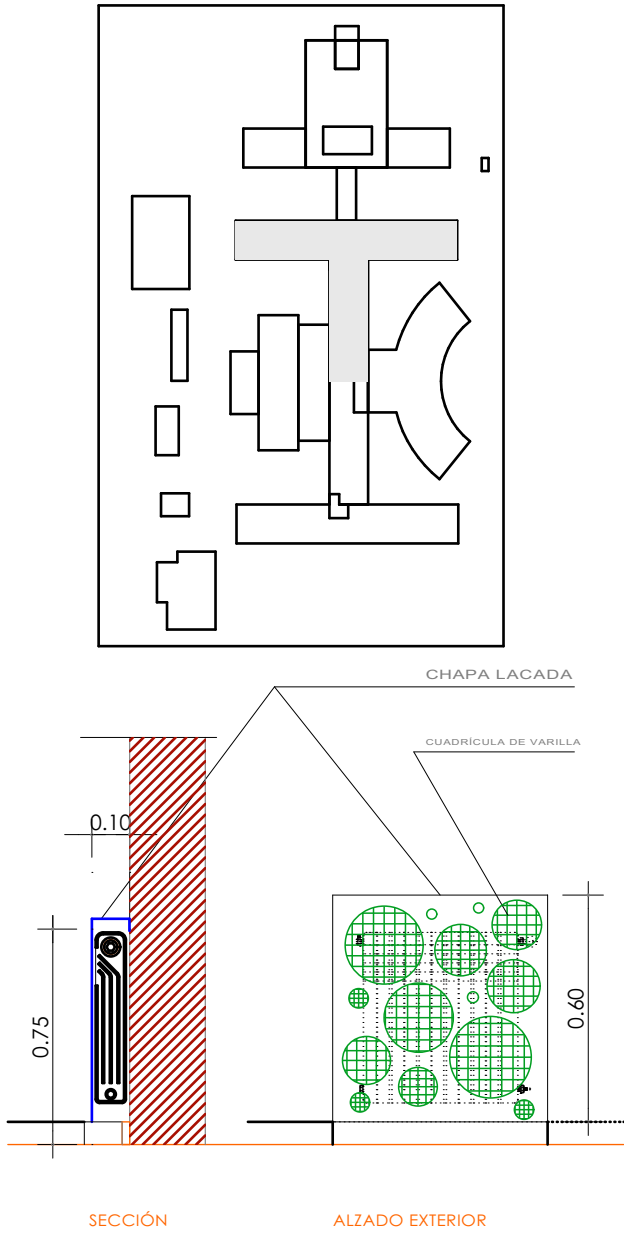 CHAPA LACADA
CUADRÍCULA DE VARILLA
0.10
0.75
0.60
SECCIÓN
ALZADO EXTERIOR